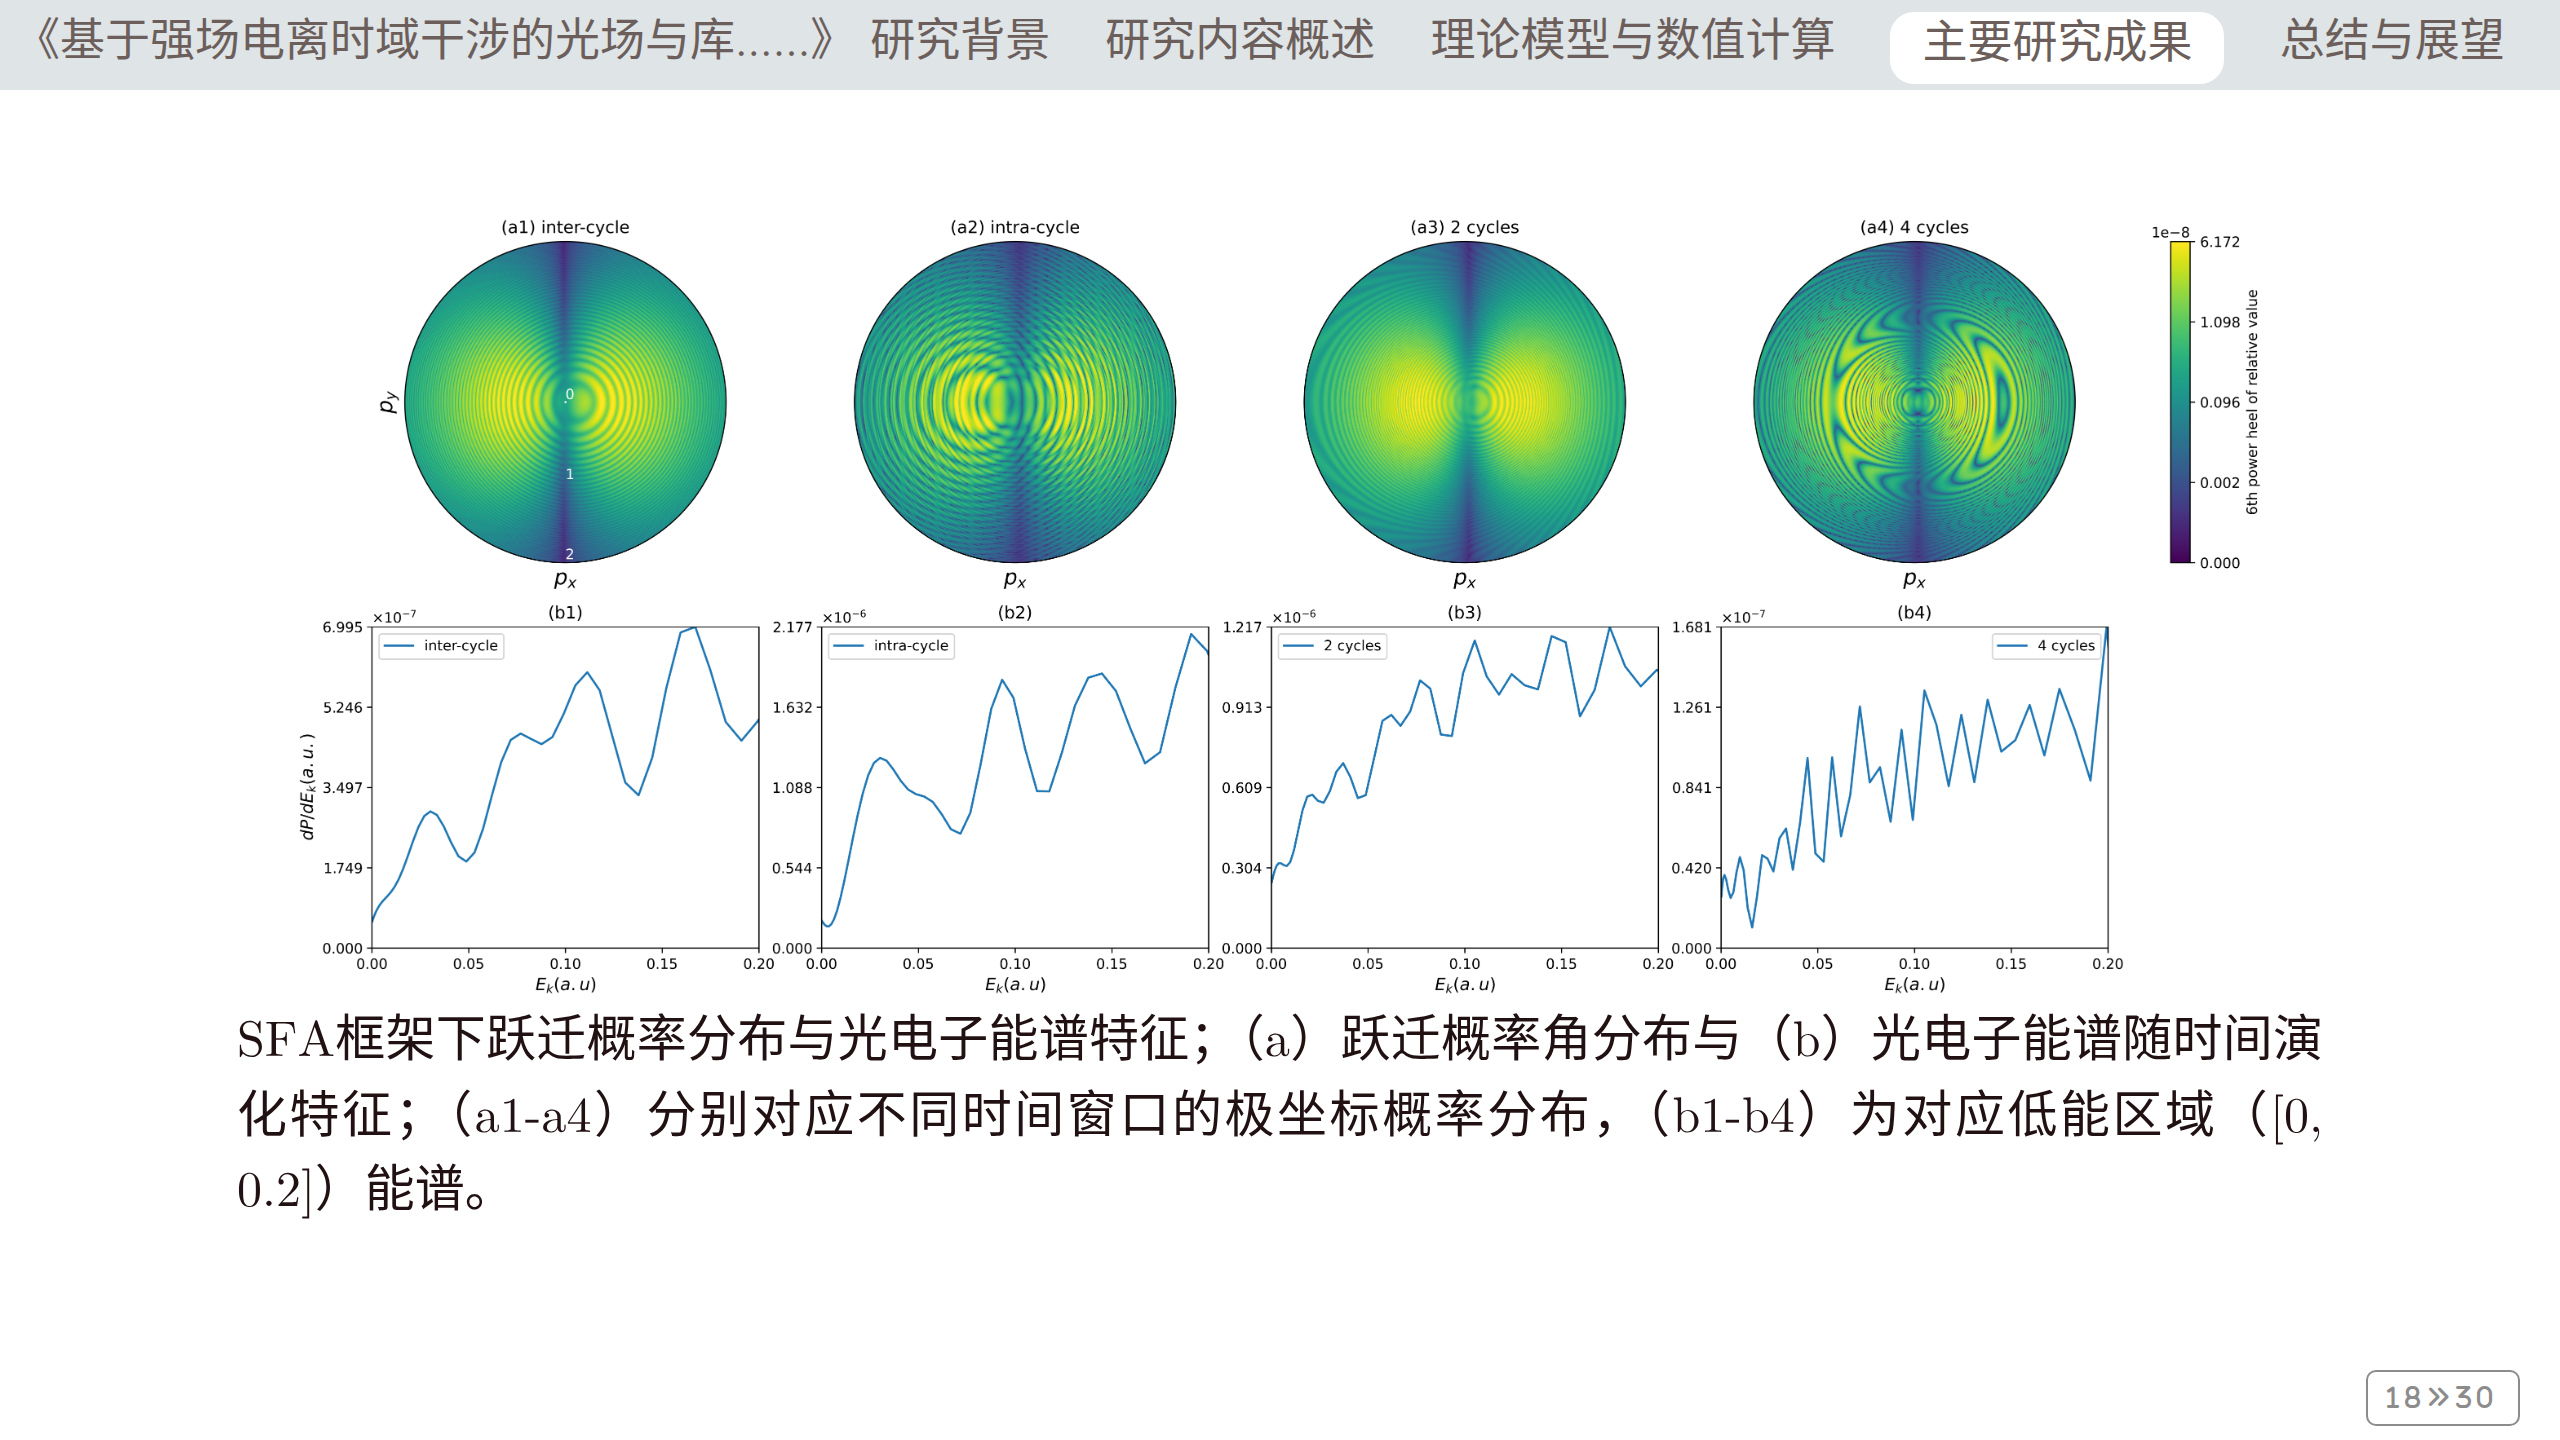 《基于强场电离时域干涉的光场与库......》 研究背景 研究内容概述 理论模型与数值计算 主要研究成果 总结与展望
(a1) inter-cycle
(a2) intra-cycle
(a3) 2 cycles
(a4) 4 cycles
1e−8
6.172
1.098
0.096
0.002
0.000
6th power heel of relative value
py
0
1
2
px
px
px
px
(b1)
×10−7
6.995
5.246
3.497
1.749
0.000
dP/dEk(a.u.)
inter-cycle
0.00 0.05 0.10 0.15 0.20
Ek(a.u)
(b2)
×10−6
2.177
1.632
1.088
0.544
0.000
intra-cycle
0.00 0.05 0.10 0.15 0.20
Ek(a.u)
(b3)
×10−6
1.217
0.913
0.609
0.304
0.000
2 cycles
0.00 0.05 0.10 0.15 0.20
Ek(a.u)
(b4)
×10−7
1.681
1.261
0.841
0.420
0.000
4 cycles
0.00 0.05 0.10 0.15 0.20
Ek(a.u)
SFA框架下跃迁概率分布与光电子能谱特征；（a）跃迁概率角分布与（b）光电子能谱随时间演
化特征；（a1-a4）分别对应不同时间窗口的极坐标概率分布，（b1-b4）为对应低能区域（[0,
0.2]）能谱。
18»30